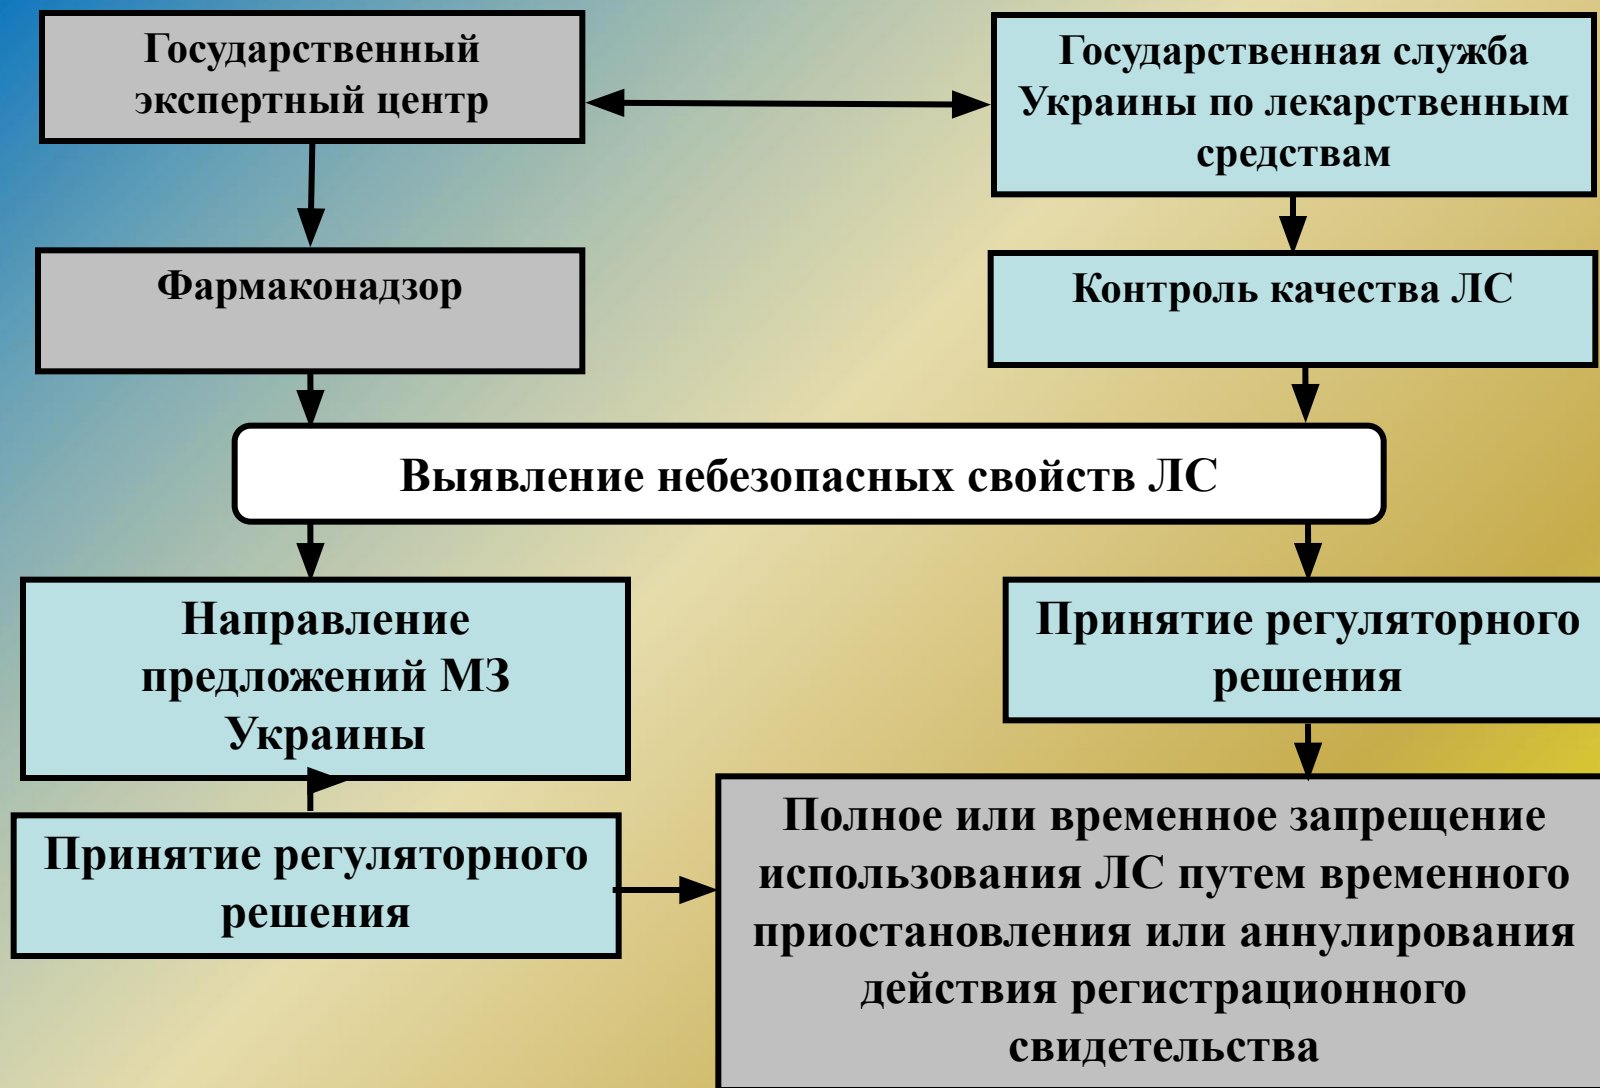 Государственный
экспертный центр
Государственная служба
Украины по лекарственным
средствам
Фармаконадзор
Контроль качества ЛС
Выявление небезопасных свойств ЛС
Направление
предложений МЗ
Украины
Принятие регуляторного
решения
Принятие регуляторного
решения
Полное или временное запрещение
использования ЛС путем временного
приостановления или аннулирования
действия регистрационного
свидетельства